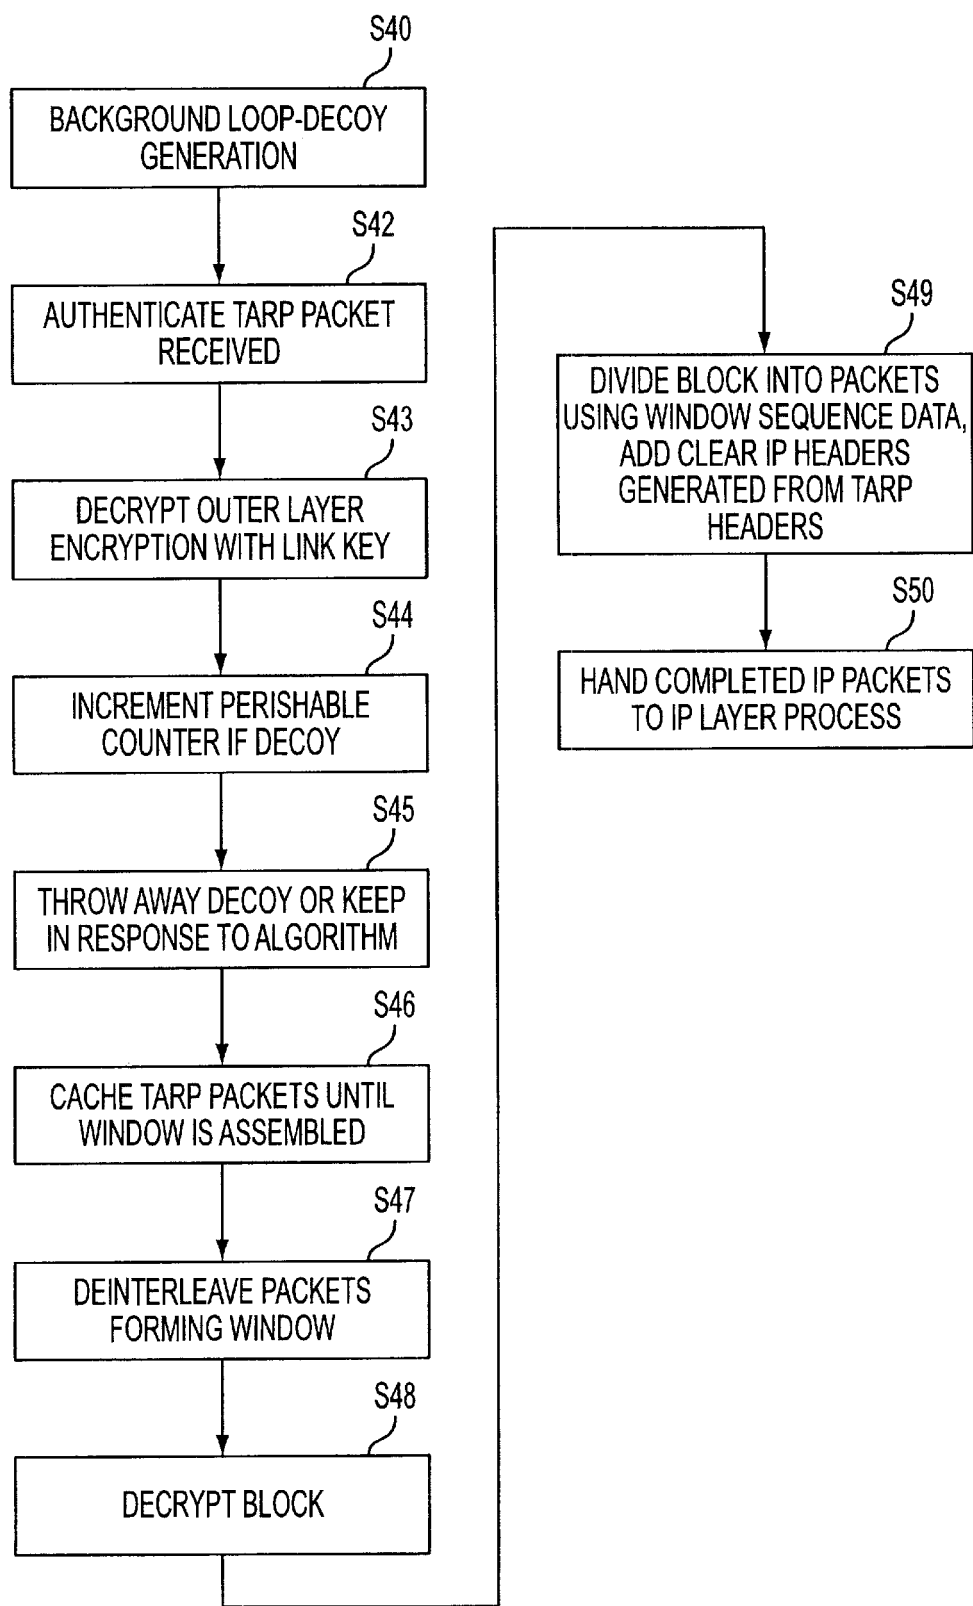 S40
BACKGROUND LOOP-DECOY
GENERATION
S42
AUTHENTICATE TARP PACKET
RECEIVED
S43
DECRYPT OUTER LAYER
ENCRYPTION WITH LINK KEY
S44
INCREMENT PERISHABLE
COUNTER IF DECOY
S45
THROW AWAY DECOY OR KEEP
IN RESPONSE TO ALGORITHM
S46
CACHE TARP PACKETS UNTIL
WINDOW IS ASSEMBLED
S47
DEINTERLEAVE PACKETS
FORMING WINDOW
S48
DECRYPT BLOCK
S49
DIVIDE BLOCK INTO PACKETS
USING WINDOW SEQUENCE DATA,
ADD CLEAR IP HEADERS
GENERATED FROM TARP
HEADERS
S50
HAND COMPLETED IP PACKETS
TO IP LAYER PROCESS